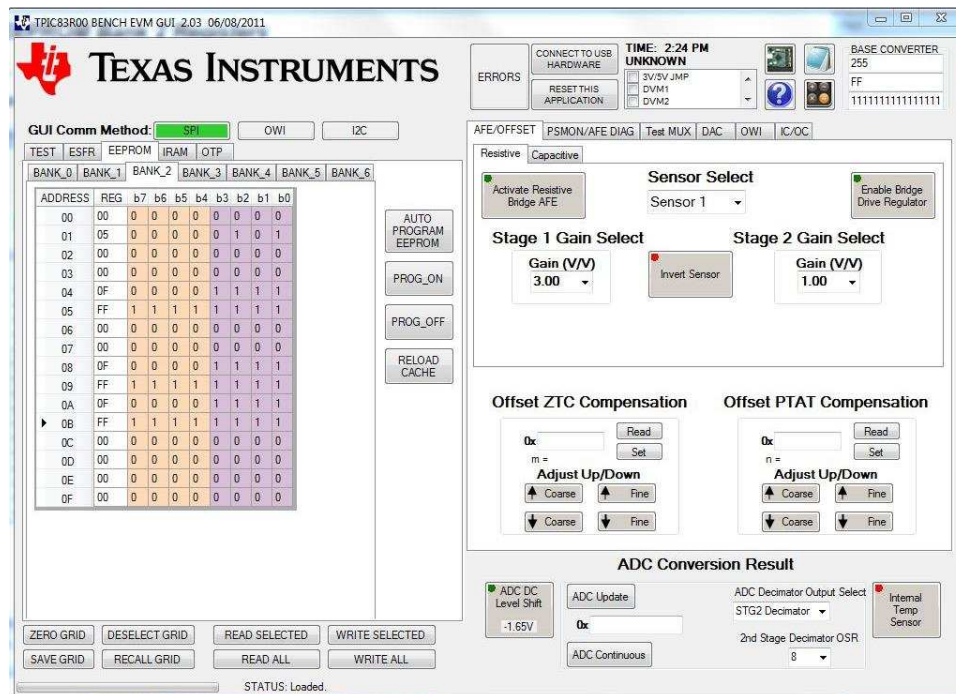 TPIC83R00 BENCH EVM GUI 2.03 06/08/2011
TEXAS INSTRUMENTS
ERRORS
CONNECT TO USB HARDWARE
RESET THIS APPLICATION
TIME: 2:24 PM
UNKNOWN
3V/5V JMP
DVM1
DVM2
BASE CONVERTER
255
FF
1111111111111111
GUI Comm Method: SPI OWI I2C
TEST ESFR EEPROM IRAM OTP
BANK_0 BANK_1 BANK_2 BANK_3 BANK_4 BANK_5 BANK_6
ADDRESS REG b7 b6 b5 b4 b3 b2 b1 b0
00 00 0 0 0 0 0 0 0 0
01 05 0 0 0 0 0 1 0 1
02 00 0 0 0 0 0 0 0 0
03 00 0 0 0 0 0 0 0 0
04 0F 0 0 0 0 1 1 1 1
05 FF 1 1 1 1 1 1 1 1
06 00 0 0 0 0 0 0 0 0
07 00 0 0 0 0 0 0 0 0
08 0F 0 0 0 0 1 1 1 1
09 FF 1 1 1 1 1 1 1 1
0A 0F 0 0 0 0 1 1 1 1
0B FF 1 1 1 1 1 1 1 1
0C 00 0 0 0 0 0 0 0 0
0D 00 0 0 0 0 0 0 0 0
0E 00 0 0 0 0 0 0 0 0
0F 00 0 0 0 0 0 0 0 0
AUTO
PROGRAM
EEPROM
PROG_ON
PROG_OFF
RELOAD
CACHE
ZERO GRID DESELECT GRID READ SELECTED WRITE SELECTED
SAVE GRID RECALL GRID READ ALL WRITE ALL
STATUS: Loaded.
AFE/OFFSET PSMON/AFE DIAG Test MUX DAC OWI IC/OC
Resistive Capacitive
Activate Resistive
Bridge AFE
Sensor Select
Sensor 1
Enable Bridge
Drive Regulator
Stage 1 Gain Select
Gain (V/V)
3.00
Invert Sensor
Stage 2 Gain Select
Gain (V/V)
1.00
Offset ZTC Compensation
0x Read
m = Set
Adjust Up/Down
Coarse Fine
Coarse Fine
Offset PTAT Compensation
0x Read
n = Set
Adjust Up/Down
Coarse Fine
Coarse Fine
ADC Conversion Result
ADC DC
Level Shift
-1.65V
ADC Update
0x
ADC Continuous
ADC Decimator Output Select
STG2 Decimator
2nd Stage Decimator OSR
8
Internal
Temp
Sensor